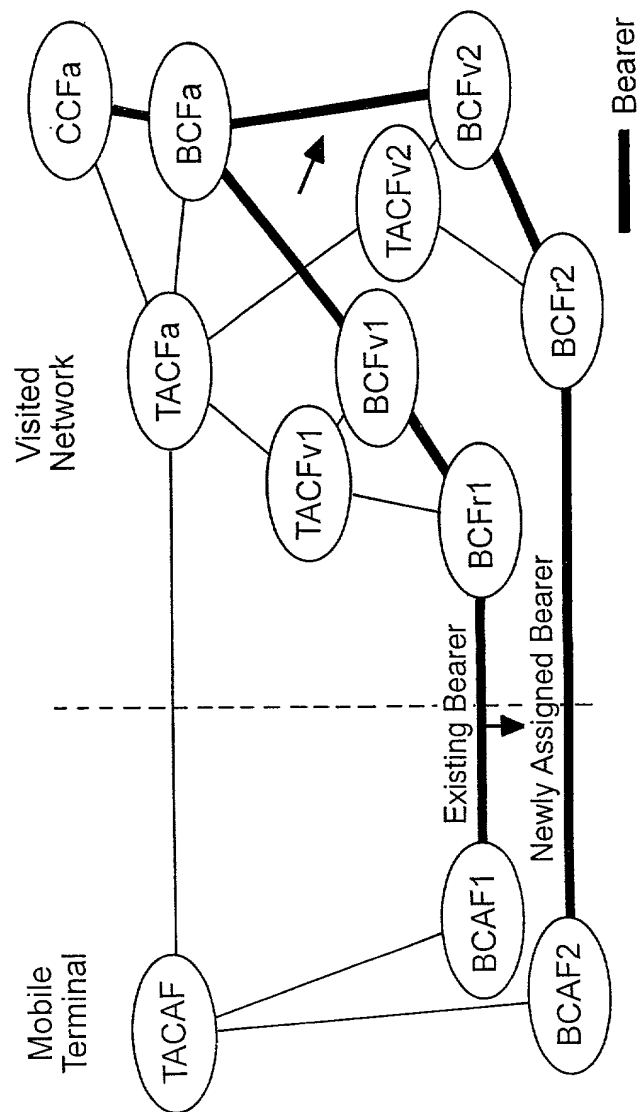 Mobile
Terminal
Visited
Network
TACAF
TACFa
CCFa
BCFa
TACFv1
BCFv1
TACFv2
BCFv2
BCAF1
Existing Bearer
BCFr1
BCAF2
Newly Assigned Bearer
BCFr2
Bearer